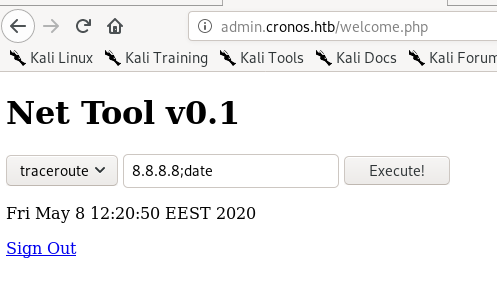 admin.cronos.htb/welcome.php
Kali Linux Kali Training Kali Tools Kali Docs Kali Forum
Net Tool v0.1
traceroute 8.8.8.8;date Execute!
Fri May 8 12:20:50 EEST 2020
Sign Out